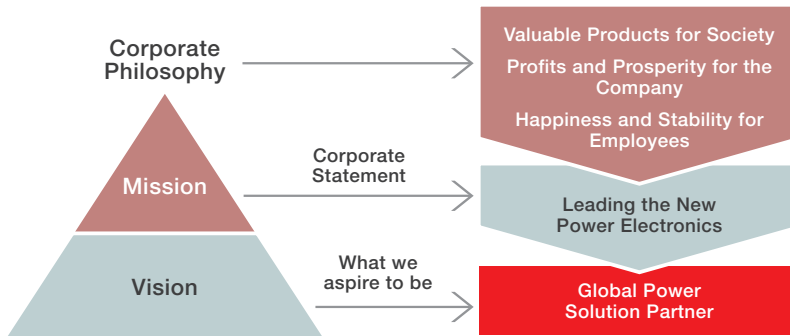 Corporate
Philosophy
Valuable Products for Society
Profits and Prosperity for the
Company
Happiness and Stability for
Employees
Mission
Corporate
Statement
Leading the New
Power Electronics
Vision
What we
aspire to be
Global Power
Solution Partner